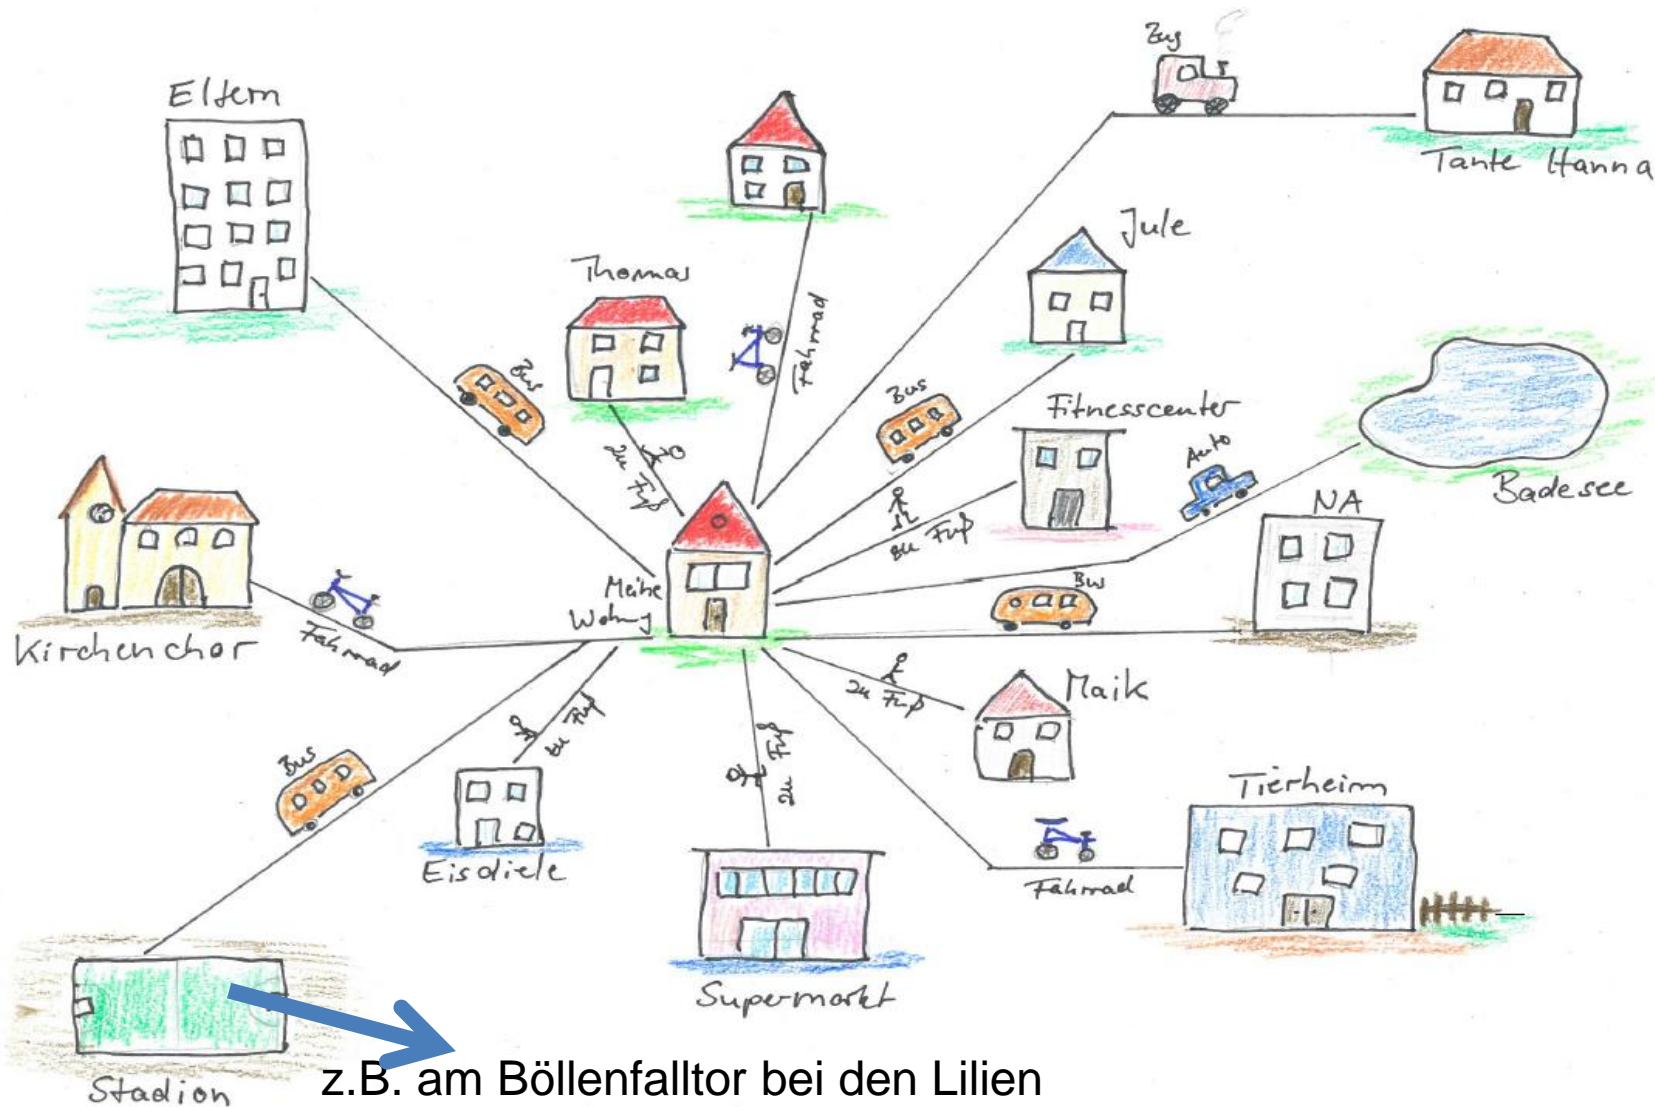 Zug
Eltern
Tante Hanna
Jule
Thomas
Fahrrad
Bus
Bus
Fitnesscenter
zu Fuß
Auto
Badesee
NA
zu Fuß
Meine
Wohnung
Bus
Kirchenchor
Fahrrad
zu Fuß
Maik
zu Fuß
zu Fuß
Bus
Tierheim
Eisdiele
Fahrrad
Supermarkt
Stadion
z.B. am Böllenfalltor bei den Lilien